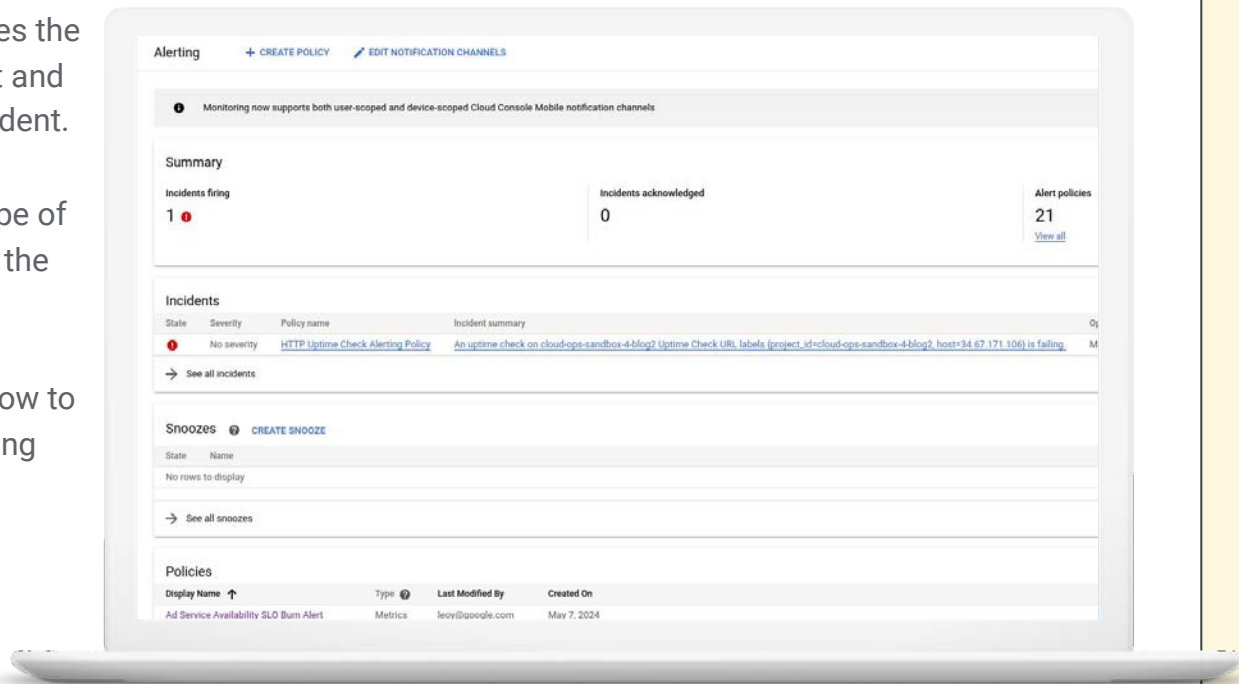 es the
and
dent.
pe of
the
ow to
ng
Alerting + CREATE POLICY EDIT NOTIFICATION CHANNELS
Monitoring now supports both user-scoped and device-scoped Cloud Console Mobile notification channels
Summary
Incidents firing Incidents acknowledged Alert policies
1 0 21
View all
Incidents
State Severity Policy name Incident summary Op
No severity HTTP Uptime Check Alerting Policy An uptime check on cloud-ops-sandbox-4-blog2 Uptime Check URL labels {project_id=cloud-ops-sandbox-4-blog2, host=34.67.171.106} is failing. M
→ See all incidents
Snoozes CREATE SNOOZE
State Name
No rows to display
→ See all snoozes
Policies
Display Name ↑ Type Last Modified By Created On
Ad Service Availability SLO Burn Alert Metrics leoy@google.com May 7, 2024